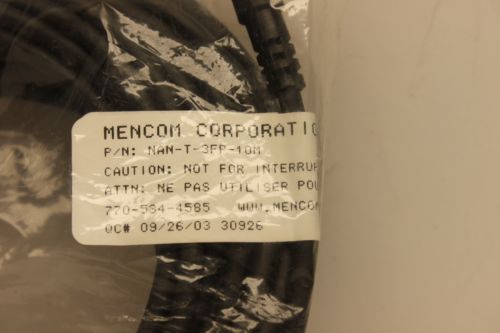 MENCOM CORPORATIO
P/N: NAN-T-3FP-10M
CAUTION: NOT FOR INTERRUP
ATTN: NE PAS UTILISER POU
770-534-4585 WWW.MENCOM
QC# 09/26/03 30926